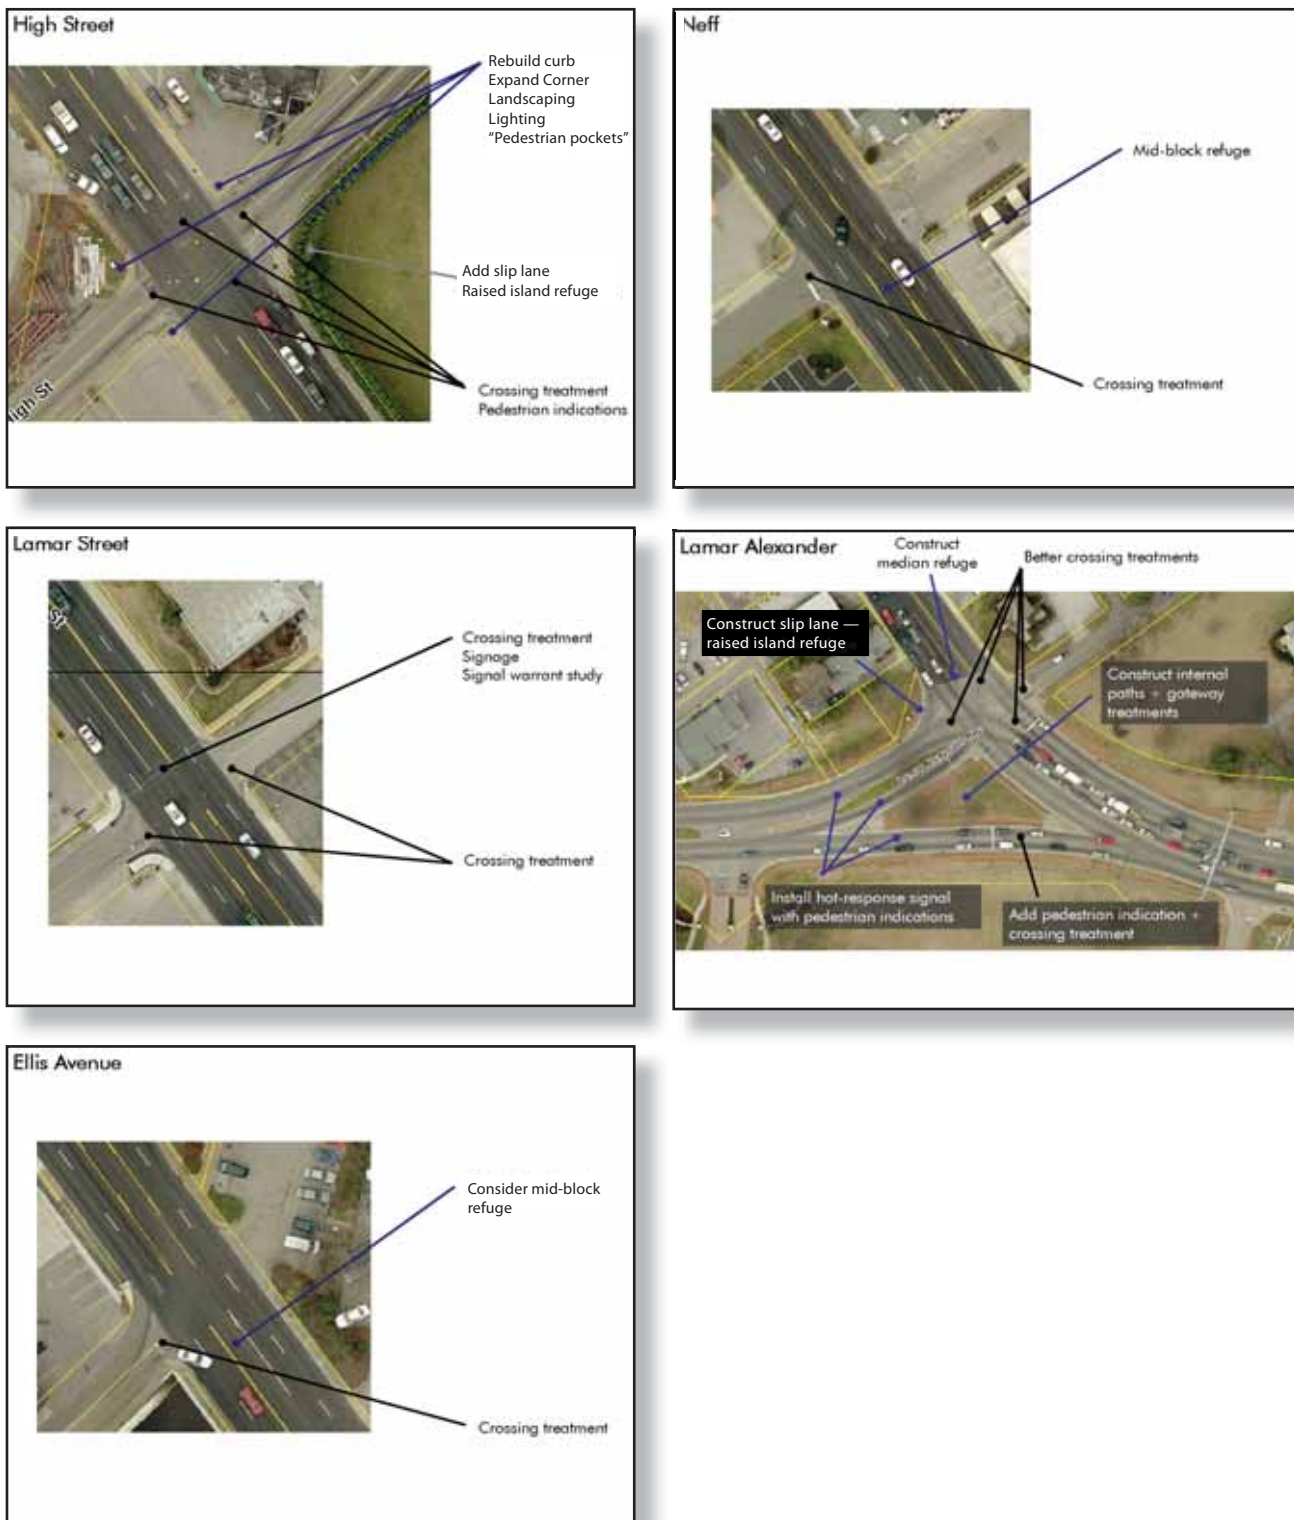 High Street
Rebuild curb
Expand Corner
Landscaping
Lighting
“Pedestrian pockets”
Add slip lane
Raised island refuge
Crossing treatment
Pedestrian indications
High St
Neff
Mid-block refuge
Crossing treatment
Lamar Street
St
Crossing treatment
Signage
Signal warrant study
Crossing treatment
Lamar Alexander
Construct
median refuge
Better crossing treatments
Construct slip lane —
raised island refuge
Construct internal
paths + gateway
treatments
Install hot-response signal
with pedestrian indications
Add pedestrian indication +
crossing treatment
Ellis Avenue
Consider mid-block
refuge
Crossing treatment